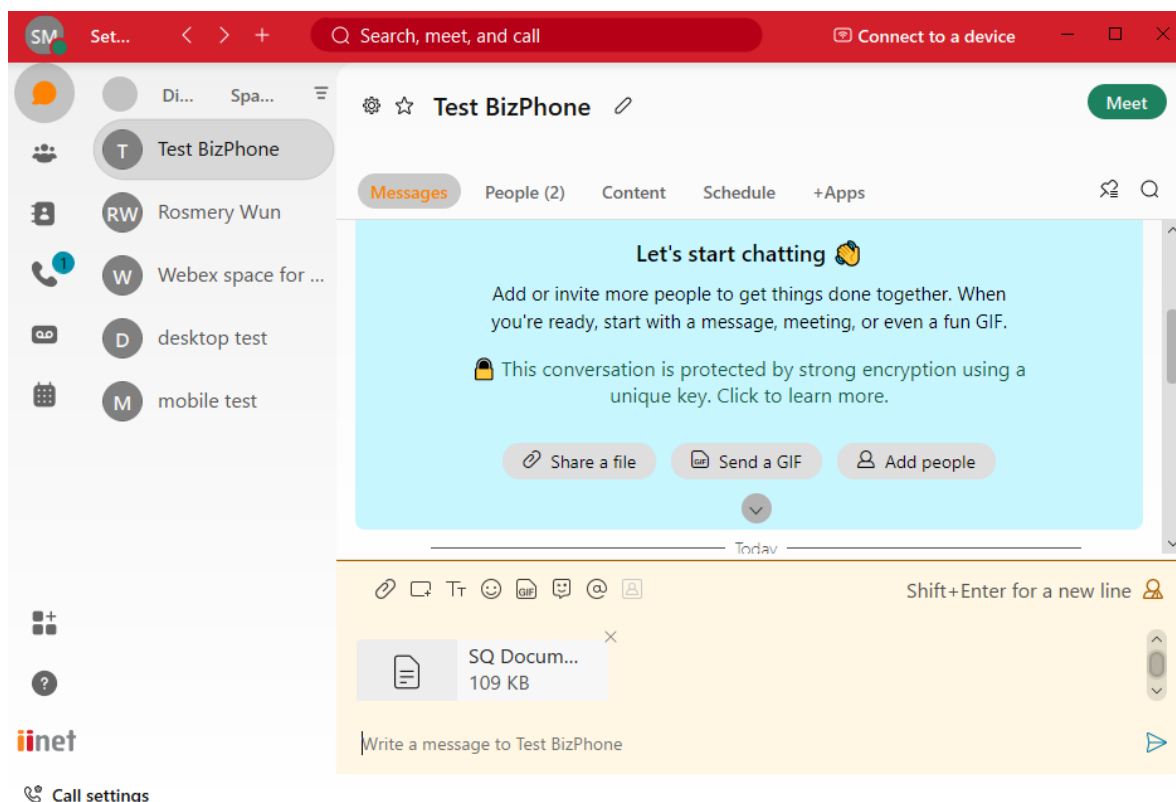 SM Set... Search, meet, and call Connect to a device
Di... Spa...
T Test BizPhone
RW Rosmery Wun
W Webex space for ...
D desktop test
M mobile test
1
iinet
Call settings
Test BizPhone Meet
Messages People (2) Content Schedule +Apps
Let's start chatting
Add or invite more people to get things done together. When
you're ready, start with a message, meeting, or even a fun GIF.
This conversation is protected by strong encryption using a
unique key. Click to learn more.
Share a file GIF Send a GIF Add people
Today
GIF Shift+Enter for a new line
SQ Docum...
109 KB
Write a message to Test BizPhone